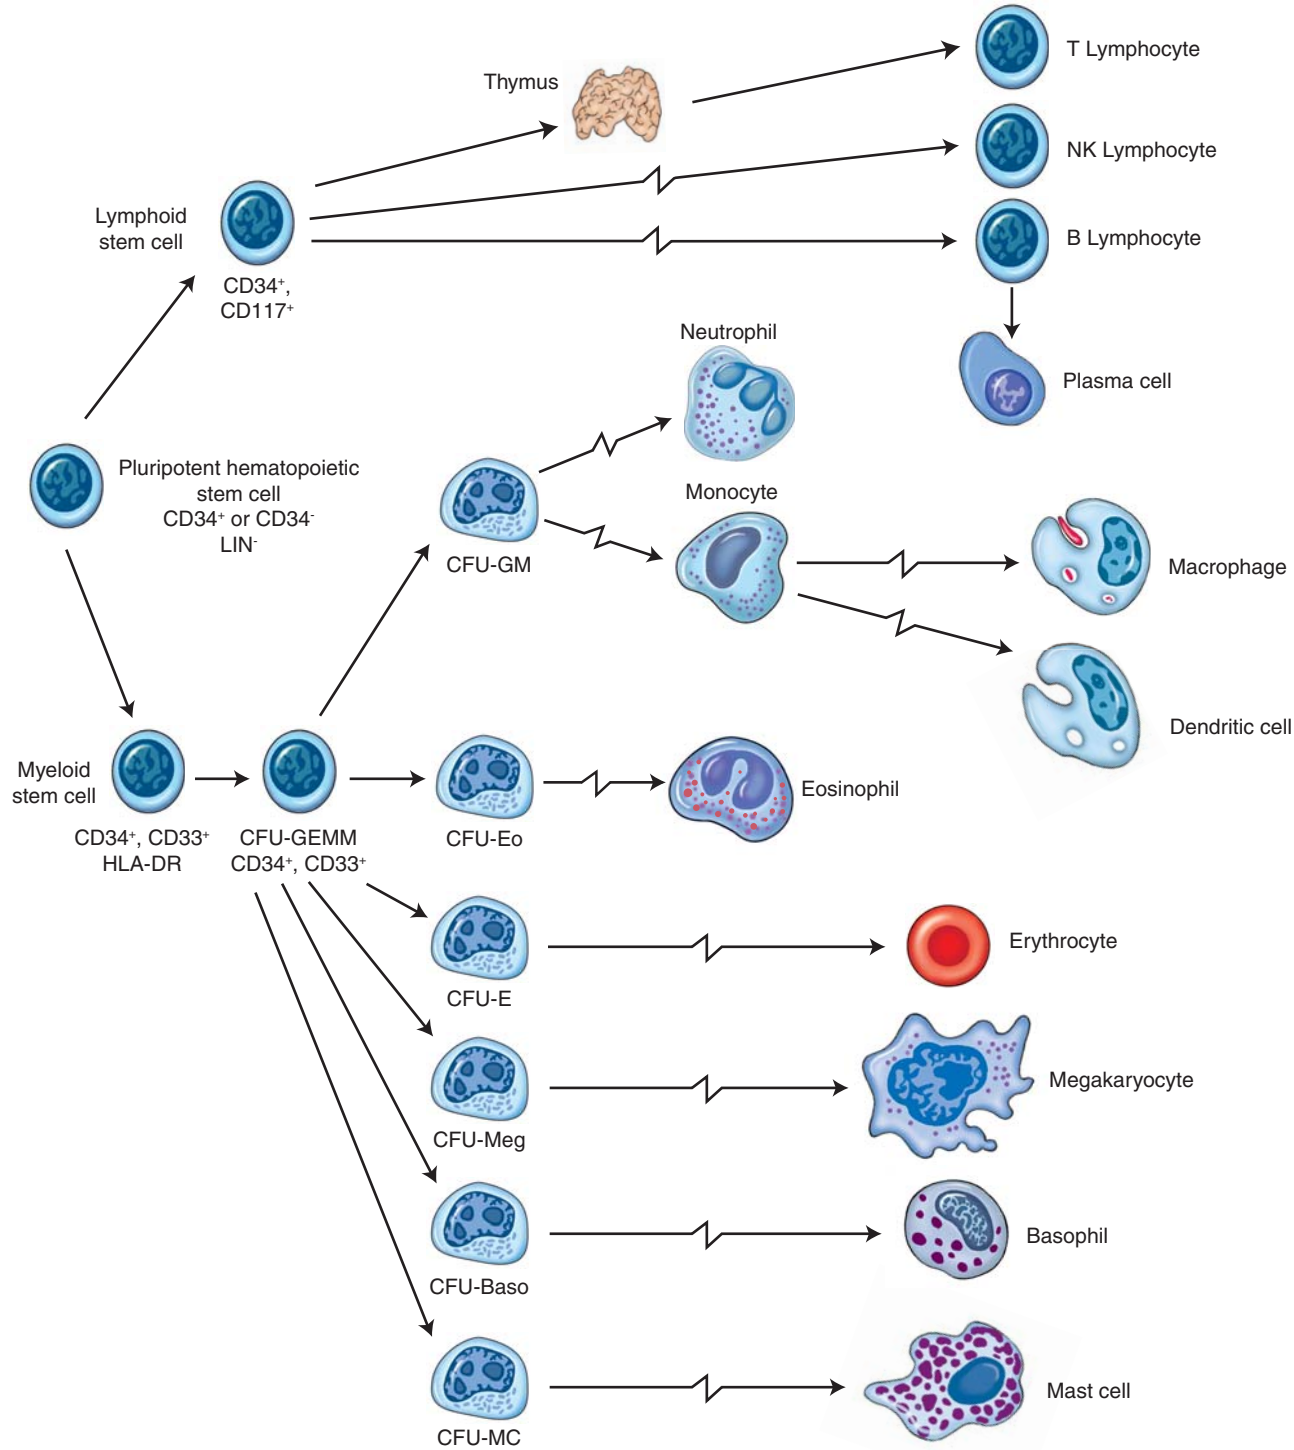 Thymus
T Lymphocyte
NK Lymphocyte
Lymphoid
stem cell
B Lymphocyte
CD34⁺,
CD117⁺
Neutrophil
Plasma cell
Pluripotent hematopoietic
stem cell
CD34⁺ or CD34⁻
LIN⁻
Monocyte
CFU-GM
Macrophage
Dendritic cell
Myeloid
stem cell
Eosinophil
CD34⁺, CD33⁺
HLA-DR
CFU-GEMM
CD34⁺, CD33⁺
CFU-Eo
Erythrocyte
CFU-E
Megakaryocyte
CFU-Meg
Basophil
CFU-Baso
Mast cell
CFU-MC